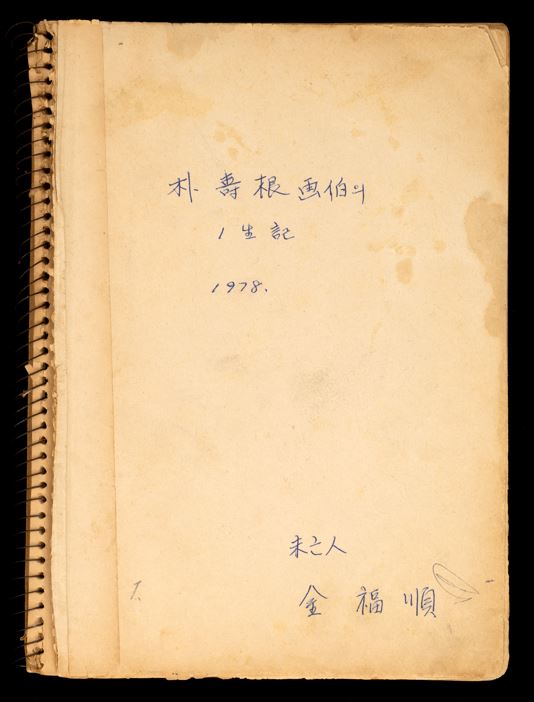 朴壽根画伯의
1生記
1978.
未亡人
金福順